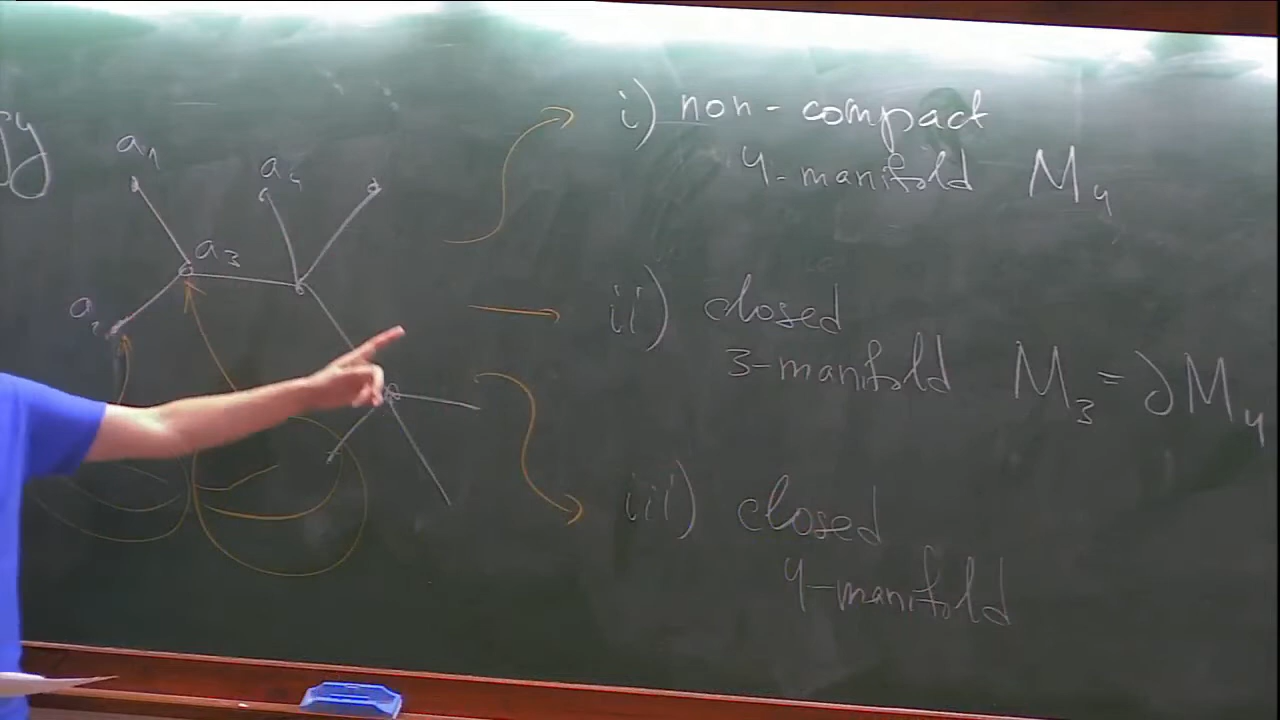 gy
a₁
a₄
a₃
a₂
i) non-compact
4-manifold M₄
ii) closed
3-manifold M₃ = ∂M₄
iii) closed
4-manifold